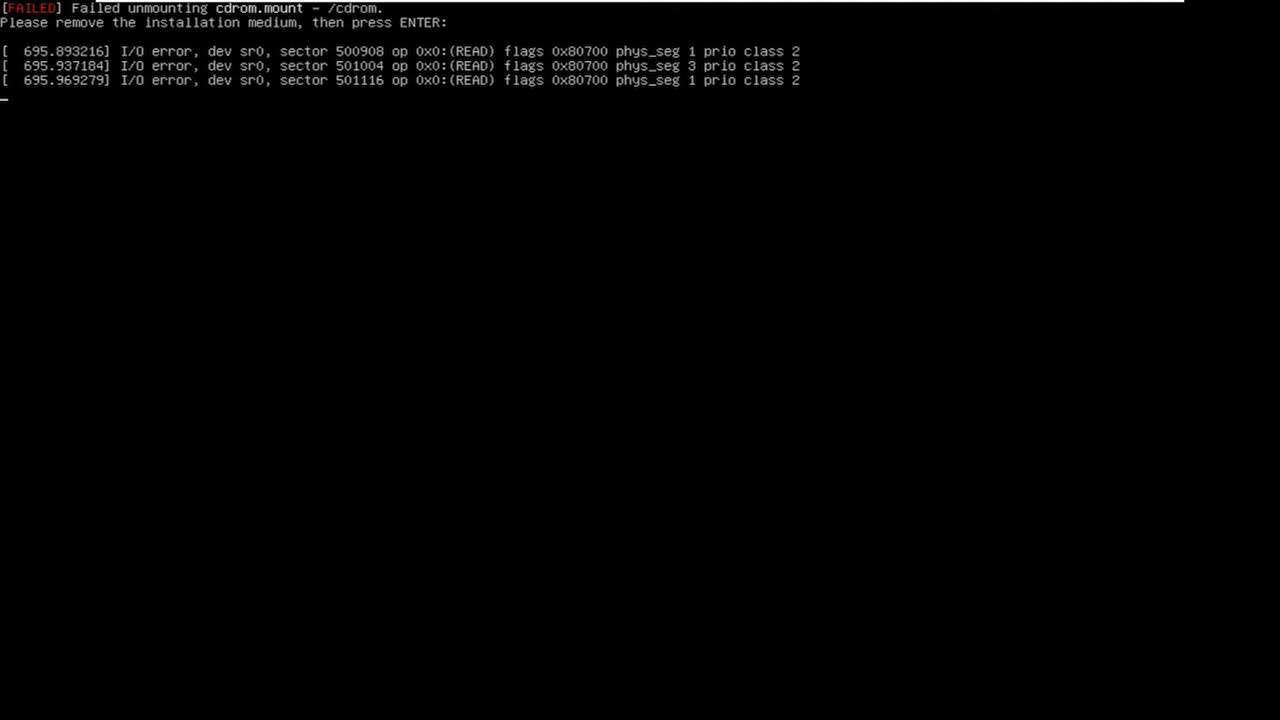 [FAILED] Failed unmounting cdrom.mount - /cdrom.
Please remove the installation medium, then press ENTER:
[  695.893216] I/O error, dev sr0, sector 500908 op 0x0:(READ) flags 0x80700 phys_seg 1 prio class 2
[  695.937184] I/O error, dev sr0, sector 501004 op 0x0:(READ) flags 0x80700 phys_seg 3 prio class 2
[  695.969279] I/O error, dev sr0, sector 501116 op 0x0:(READ) flags 0x80700 phys_seg 1 prio class 2